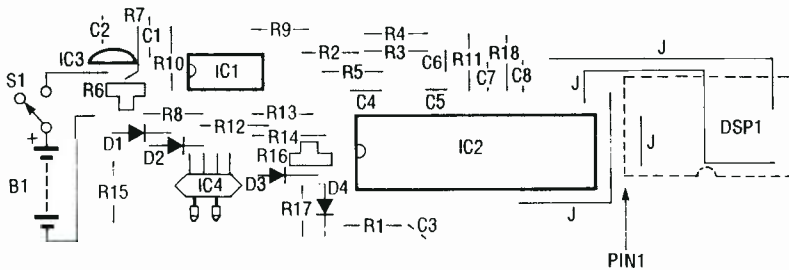 C2
R7
C1
R9
R4
R2
R3
J
IC3
R10
IC1
R5
C6
R11
C7
R18
C8
J
S1
R6
C4
C5
+
R8
R13
R12
DSP1
D1
R14
D2
R16
IC2
J
B1
R15
IC4
D3
D4
R17
R1
C3
J
PIN1